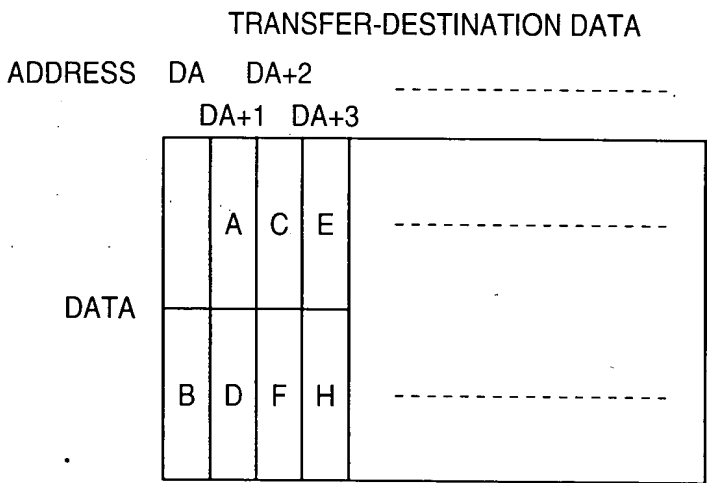 TRANSFER-DESTINATION DATA
ADDRESS DA DA+2
DA+1 DA+3
A C E
DATA
B D F H